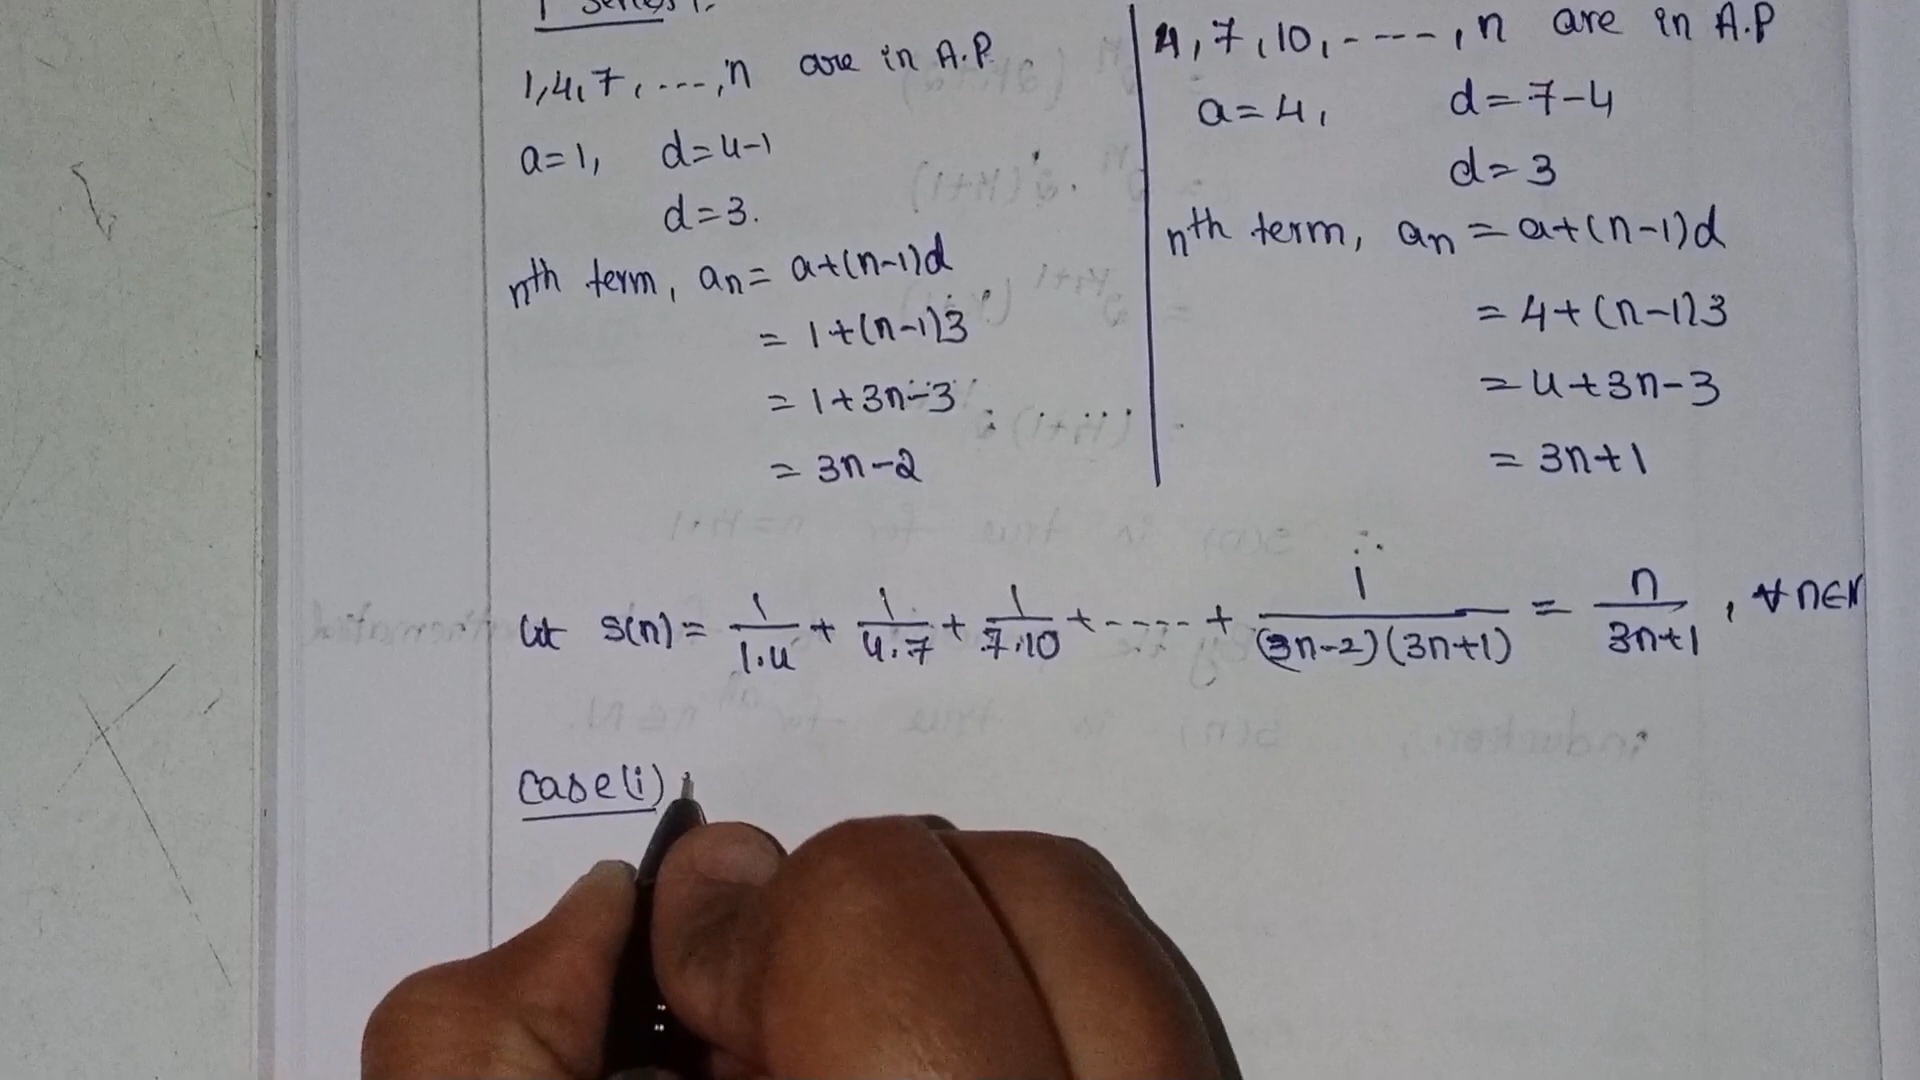 1,4,7,---,n are in A.P.
a=1, d=4-1
d=3.
nth term, an = a+(n-1)d
= 1+(n-1)3
= 1+3n-3
= 3n-2
4,7,10,----,n are in A.P
a=4, d=7-4
d=3
nth term, an = a+(n-1)d
= 4+(n-1)3
= 4+3n-3
= 3n+1
Let S(n) = 1/1.4 + 1/4.7 + 1/7.10 + ---- + 1/(3n-2)(3n+1) = n/3n+1, ∀ n∈N
case(i)